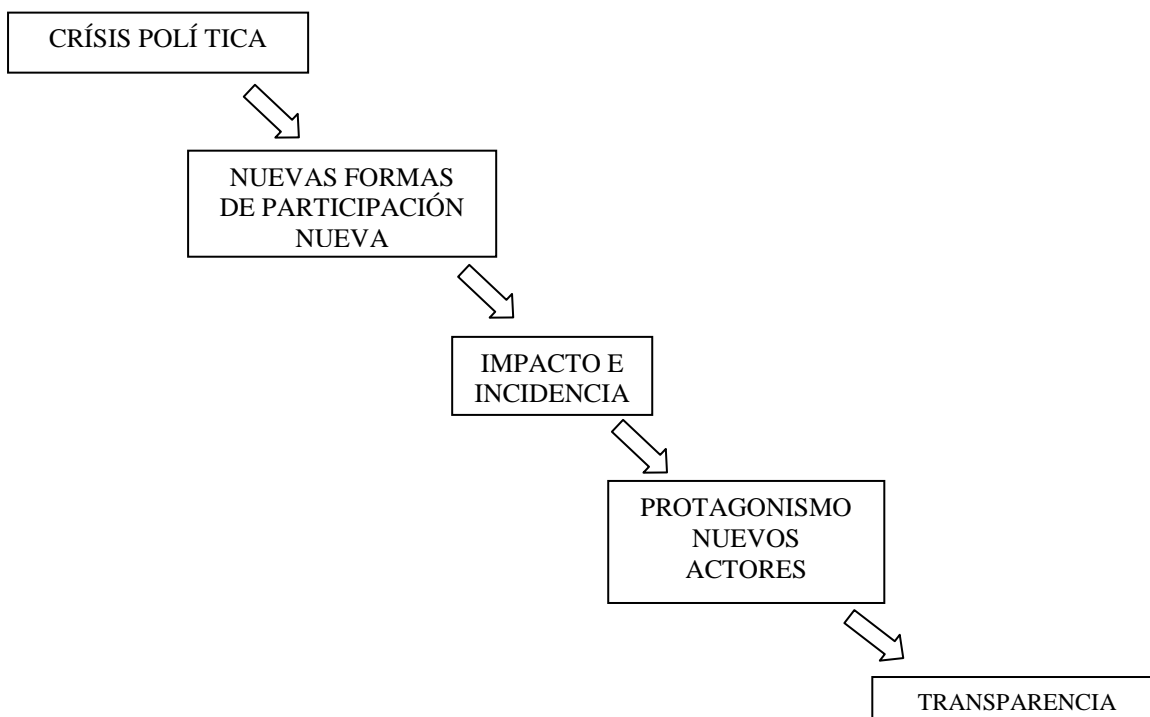 CRÍSIS POLÍ TICA
NUEVAS FORMAS
DE PARTICIPACIÓN
NUEVA
IMPACTO E
INCIDENCIA
PROTAGONISMO
NUEVOS
ACTORES
TRANSPARENCIA